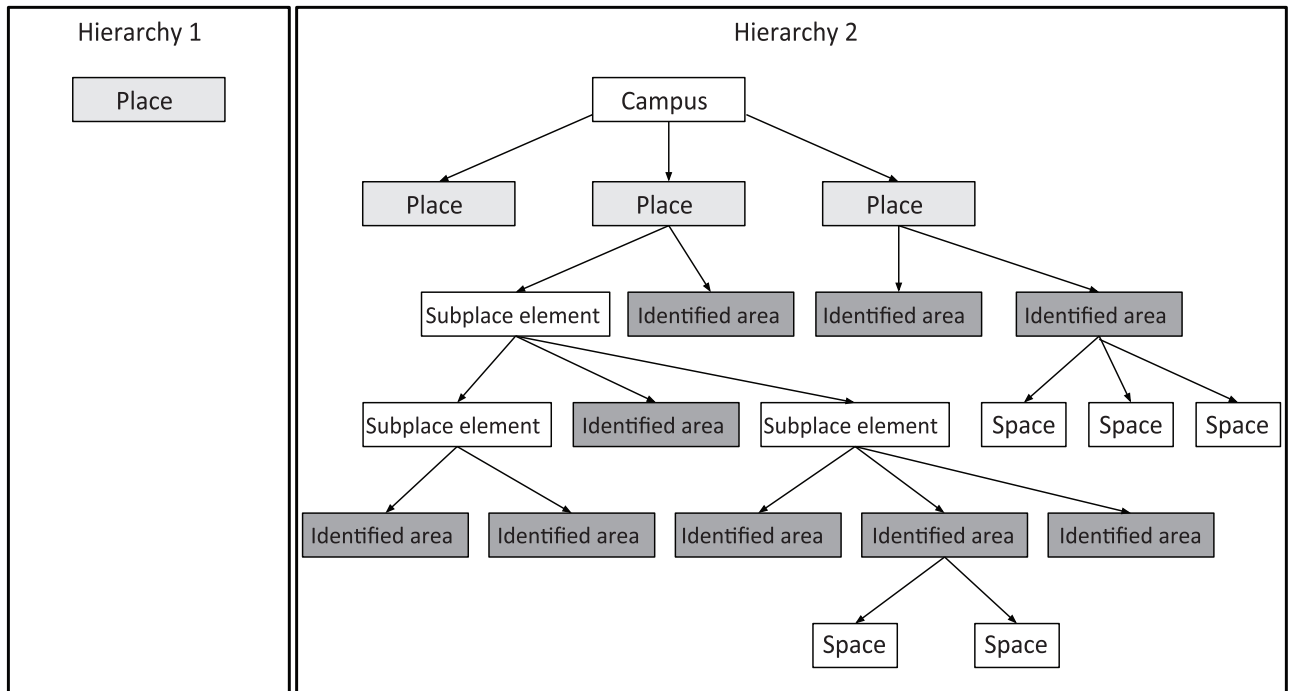 Hierarchy 1
Place
Hierarchy 2
Campus
Place
Place
Place
Subplace element
Identified area
Identified area
Identified area
Subplace element
Identified area
Subplace element
Space
Space
Space
Identified area
Identified area
Identified area
Identified area
Identified area
Space
Space